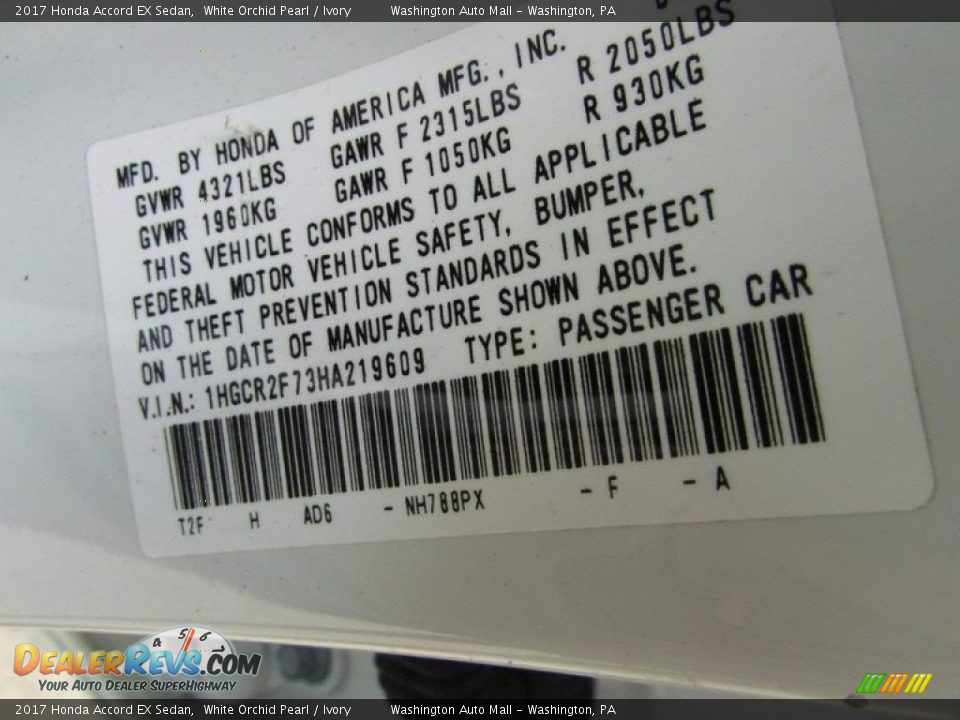 2017 Honda Accord EX Sedan,  White Orchid Pearl / Ivory    Washington Auto Mall - Washington, PA
MFD. BY HONDA OF AMERICA MFG., INC.
GVWR 4321LBS  GAWR F 2315LBS  R 2050LBS
GVWR 1960KG  GAWR F 1050KG  R 930KG
THIS VEHICLE CONFORMS TO ALL APPLICABLE
FEDERAL MOTOR VEHICLE SAFETY, BUMPER,
AND THEFT PREVENTION STANDARDS IN EFFECT
ON THE DATE OF MANUFACTURE SHOWN ABOVE.
V.I.N.: 1HGCR2F73HA219609  TYPE: PASSENGER CAR
T2F  H  AD6  - NH788PX  - F  - A
4 5 6
DEALERREVS.COM
YOUR AUTO DEALER SUPERHIGHWAY
2017 Honda Accord EX Sedan,  White Orchid Pearl / Ivory    Washington Auto Mall - Washington, PA